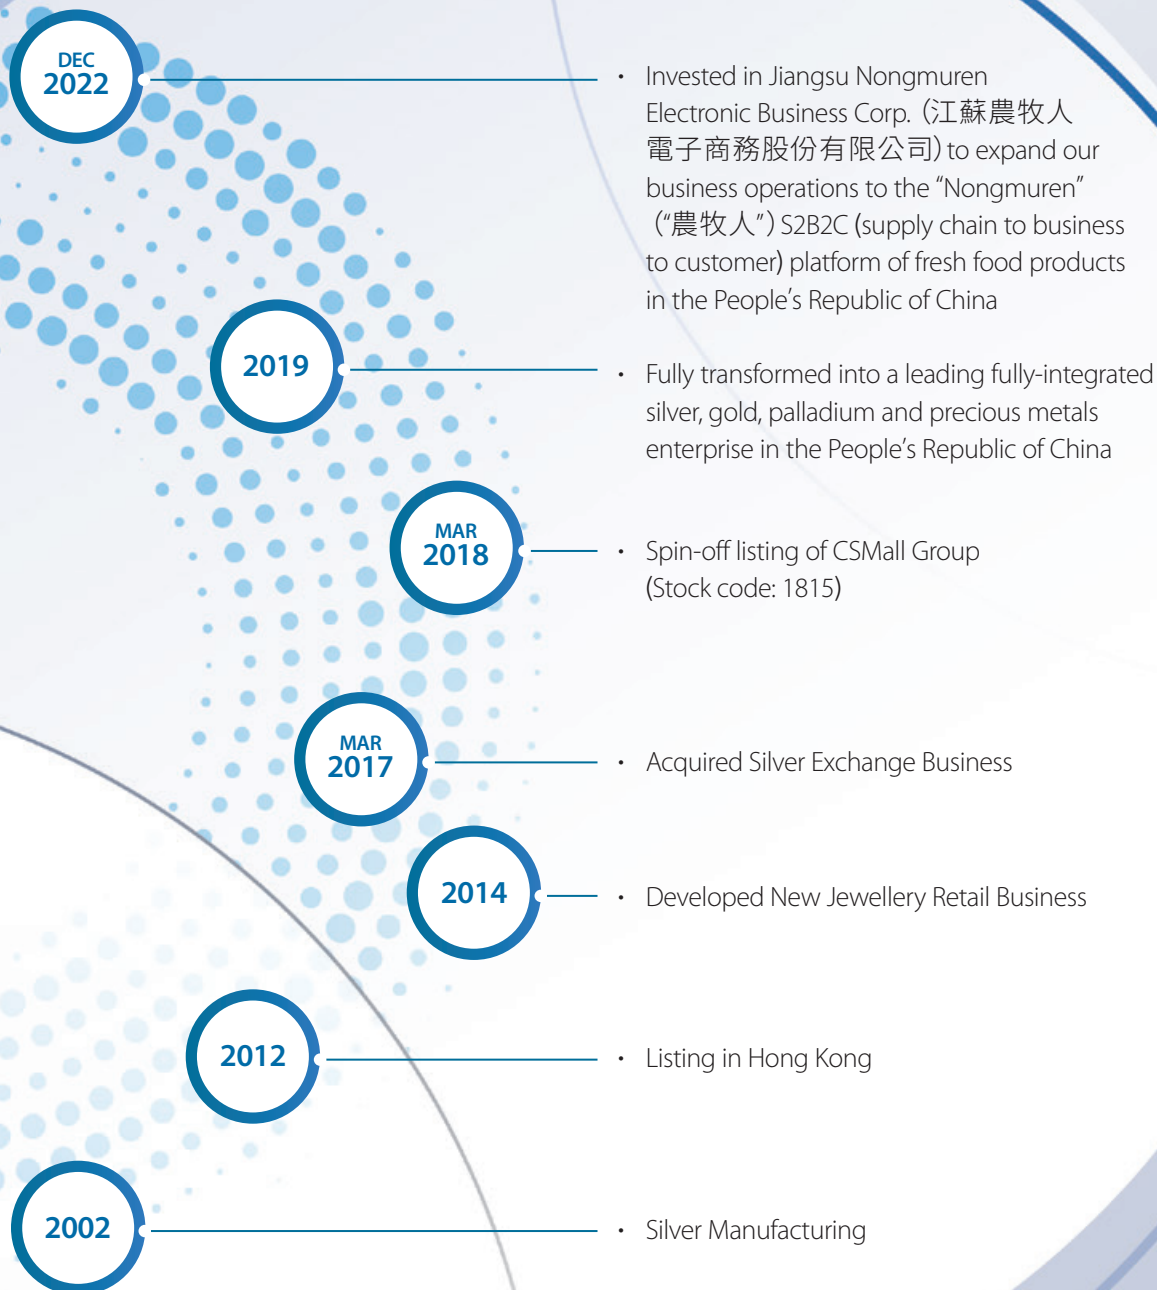 DEC
2022
• Invested in Jiangsu Nongmuren
Electronic Business Corp.（江蘇農牧人
電子商務股份有限公司）to expand our
business operations to the “Nongmuren”
（“農牧人”）S2B2C (supply chain to business
to customer) platform of fresh food products
in the People’s Republic of China
2019
• Fully transformed into a leading fully-integrated
silver, gold, palladium and precious metals
enterprise in the People’s Republic of China
MAR
2018
• Spin-off listing of CSMall Group
(Stock code: 1815)
MAR
2017
• Acquired Silver Exchange Business
2014
• Developed New Jewellery Retail Business
2012
• Listing in Hong Kong
2002
• Silver Manufacturing